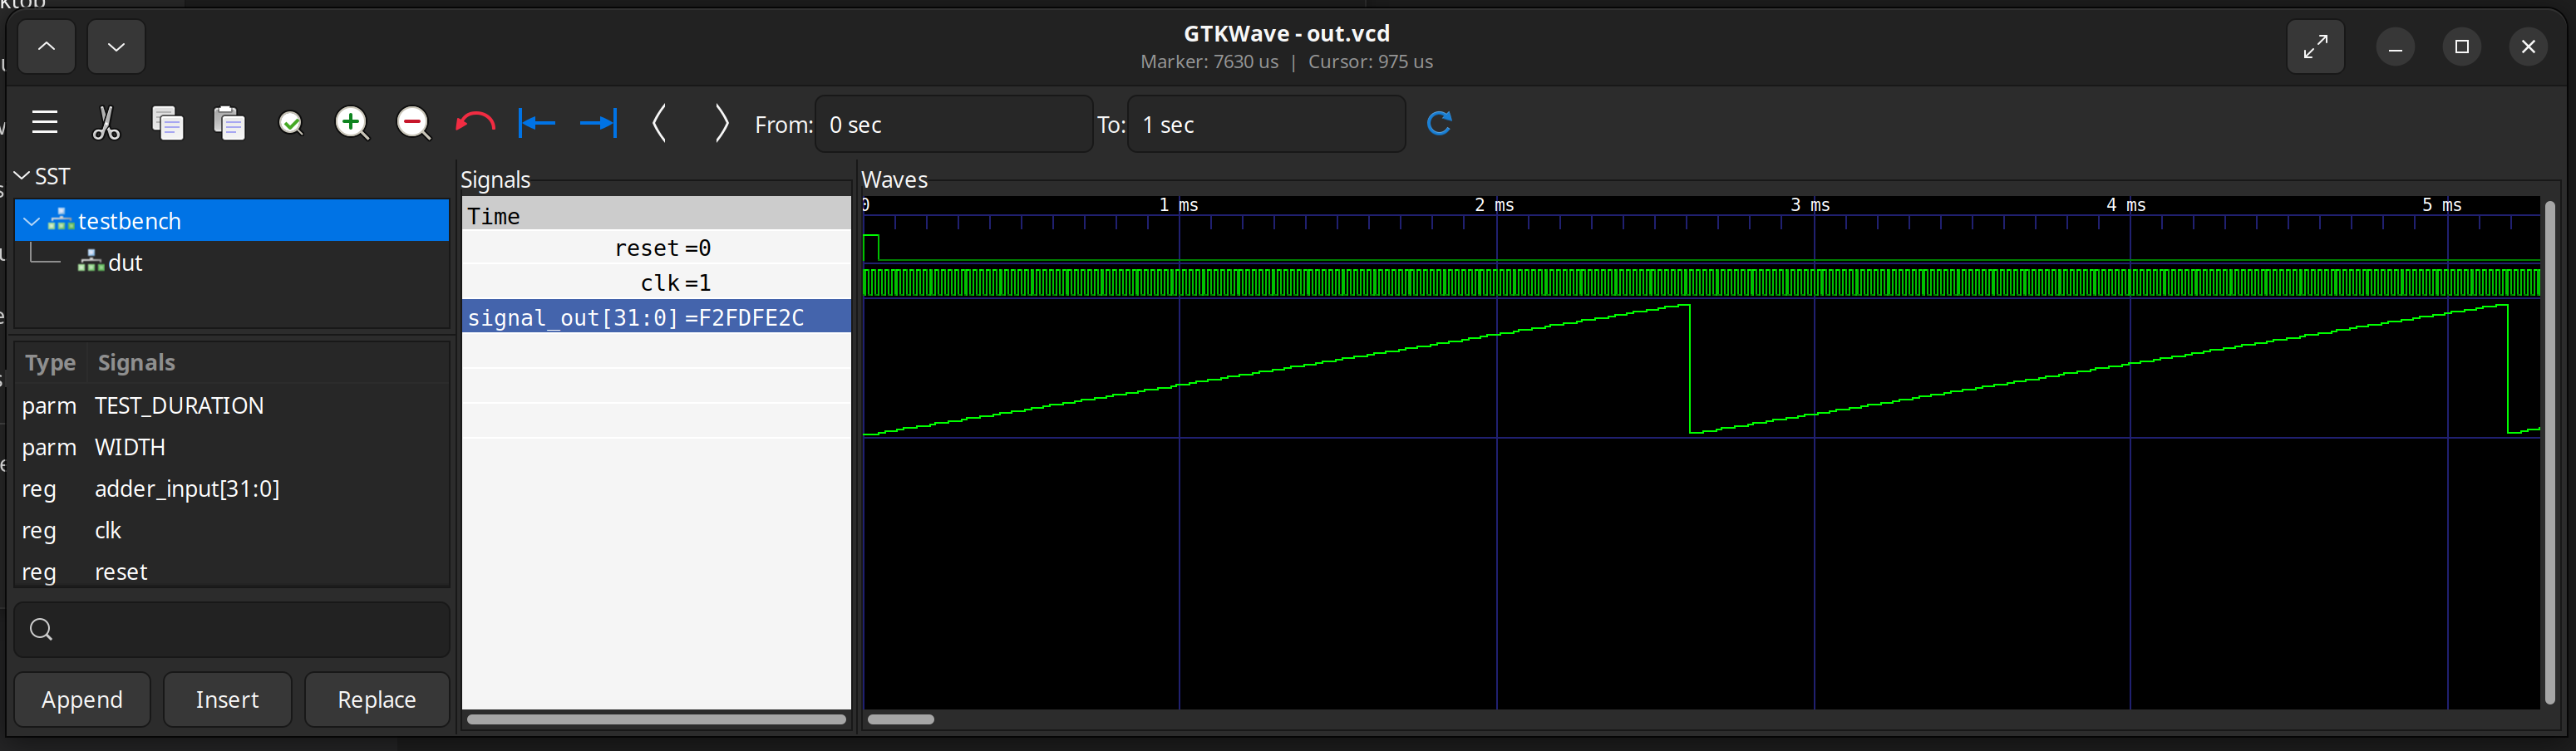 ktop
GTKWave - out.vcd
Marker: 7630 us | Cursor: 975 us
From: 0 sec To: 1 sec
SST
testbench
dut
Type Signals
parm TEST_DURATION
parm WIDTH
reg adder_input[31:0]
reg clk
reg reset
Append Insert Replace
Signals
Time
reset =0
clk =1
signal_out[31:0] =F2FDFE2C
Waves
0 1 ms 2 ms 3 ms 4 ms 5 ms